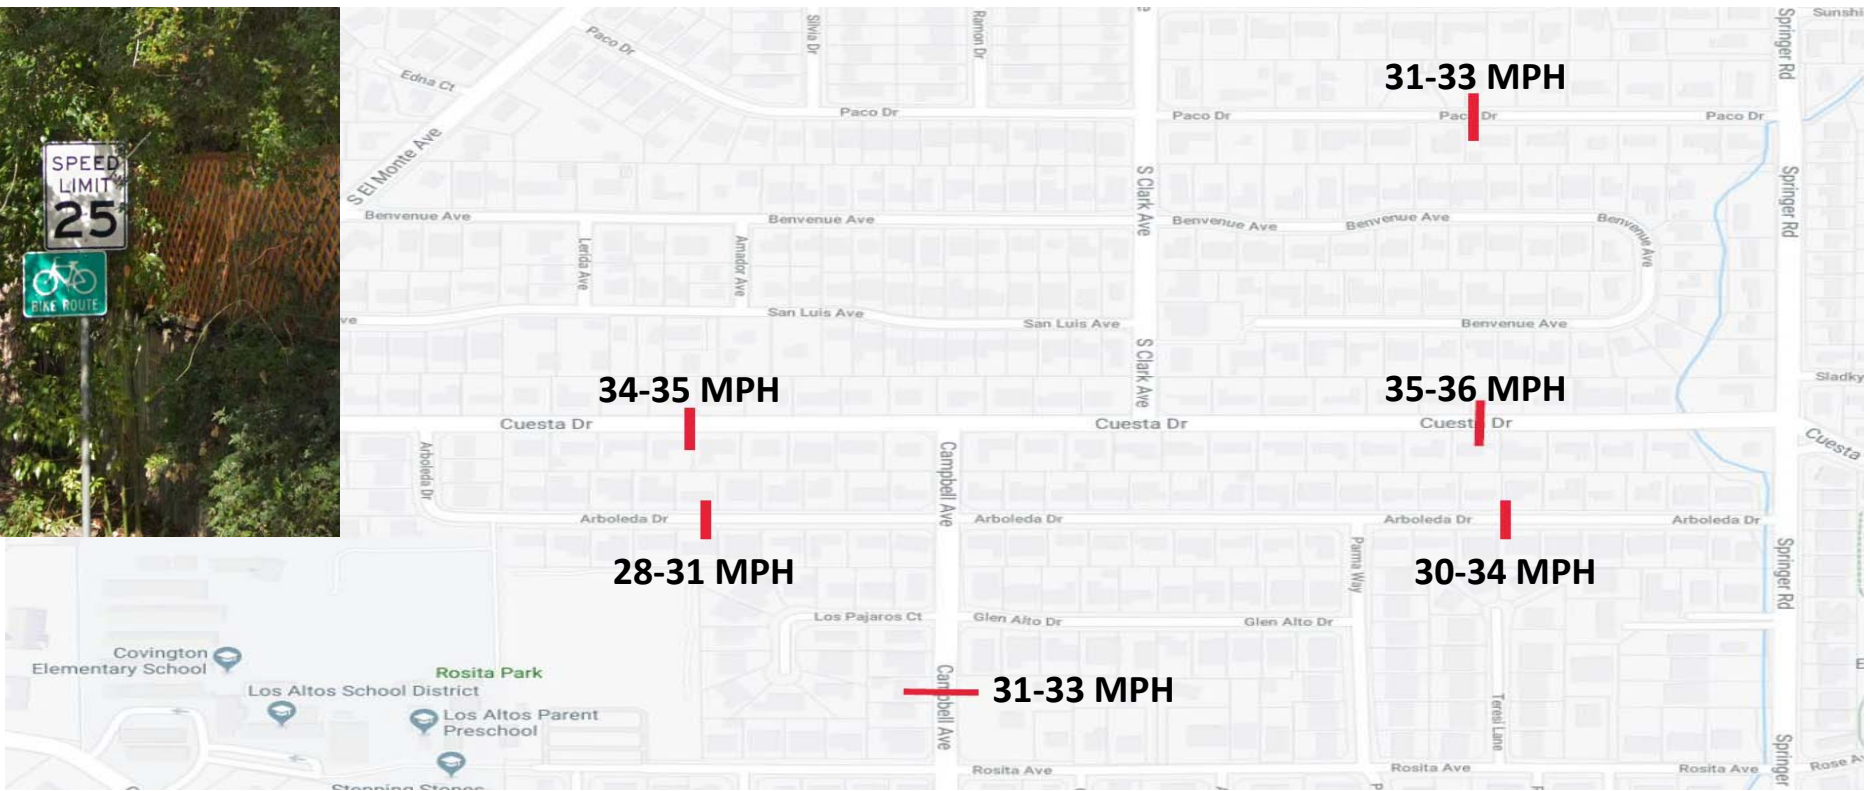 SPEED
LIMIT
25
BIKE ROUTE
Paco Dr
Silvia Dr
Ramon Dr
Springer Rd
Sunshi
Edna Ct
31-33 MPH
Paco Dr
Paco Dr
Paco Dr
Paco Dr
S El Monte Ave
S Clark Ave
Springer Rd
Benvenue Ave
Benvenue Ave
Benvenue Ave
Benvenue Ave
Benvenue Ave
Lerida Ave
Amador Ave
ve
San Luis Ave
San Luis Ave
Benvenue Ave
S Clark Ave
Sladky
34-35 MPH
35-36 MPH
Cuesta Dr
Cuesta Dr
Cuesta Dr
Cuesta
Arboleda Dr
Campbell Ave
Arboleda Dr
Arboleda Dr
Arboleda Dr
Arboleda Dr
28-31 MPH
30-34 MPH
Parma Way
Springer Rd
Los Pajaros Ct
Glen Alto Dr
Glen Alto Dr
Covington
Elementary School
Rosita Park
Los Altos School District
Los Altos Parent
Preschool
Campbell Ave
31-33 MPH
Teresi Lane
Springer
Rosita Ave
Rosita Ave
Rosita Ave
Rose A